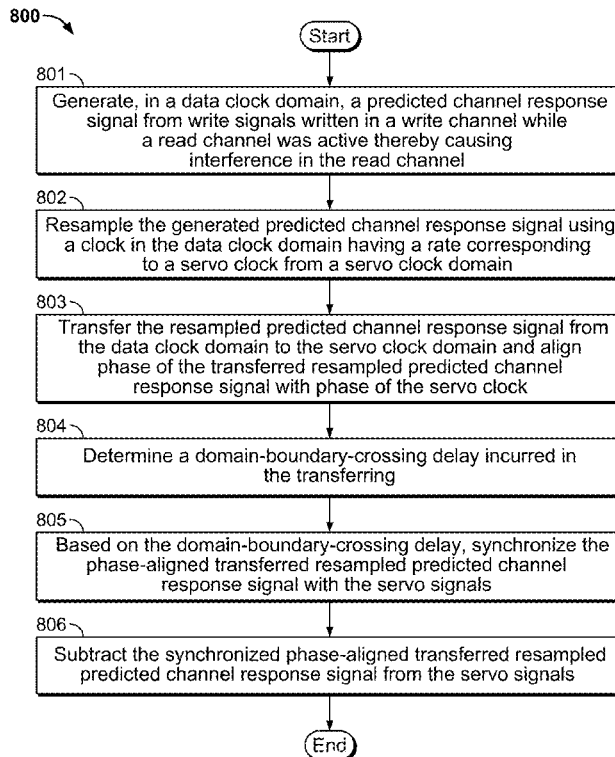 800
Start
801
Generate, in a data clock domain, a predicted channel response
signal from write signals written in a write channel while
a read channel was active thereby causing
interference in the read channel
802
Resample the generated predicted channel response signal using
a clock in the data clock domain having a rate corresponding
to a servo clock from a servo clock domain
803
Transfer the resampled predicted channel response signal from
the data clock domain to the servo clock domain and align
phase of the transferred resampled predicted channel
response signal with phase of the servo clock
804
Determine a domain-boundary-crossing delay incurred in
the transferring
805
Based on the domain-boundary-crossing delay, synchronize the
phase-aligned transferred resampled predicted channel
response signal with the servo signals
806
Subtract the synchronized phase-aligned transferred resampled
predicted channel response signal from the servo signals
End